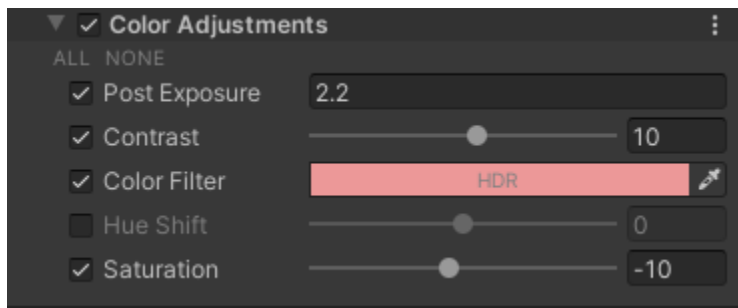 Color Adjustments
ALL NONE
Post Exposure 2.2
Contrast 10
Color Filter HDR
Hue Shift 0
Saturation -10